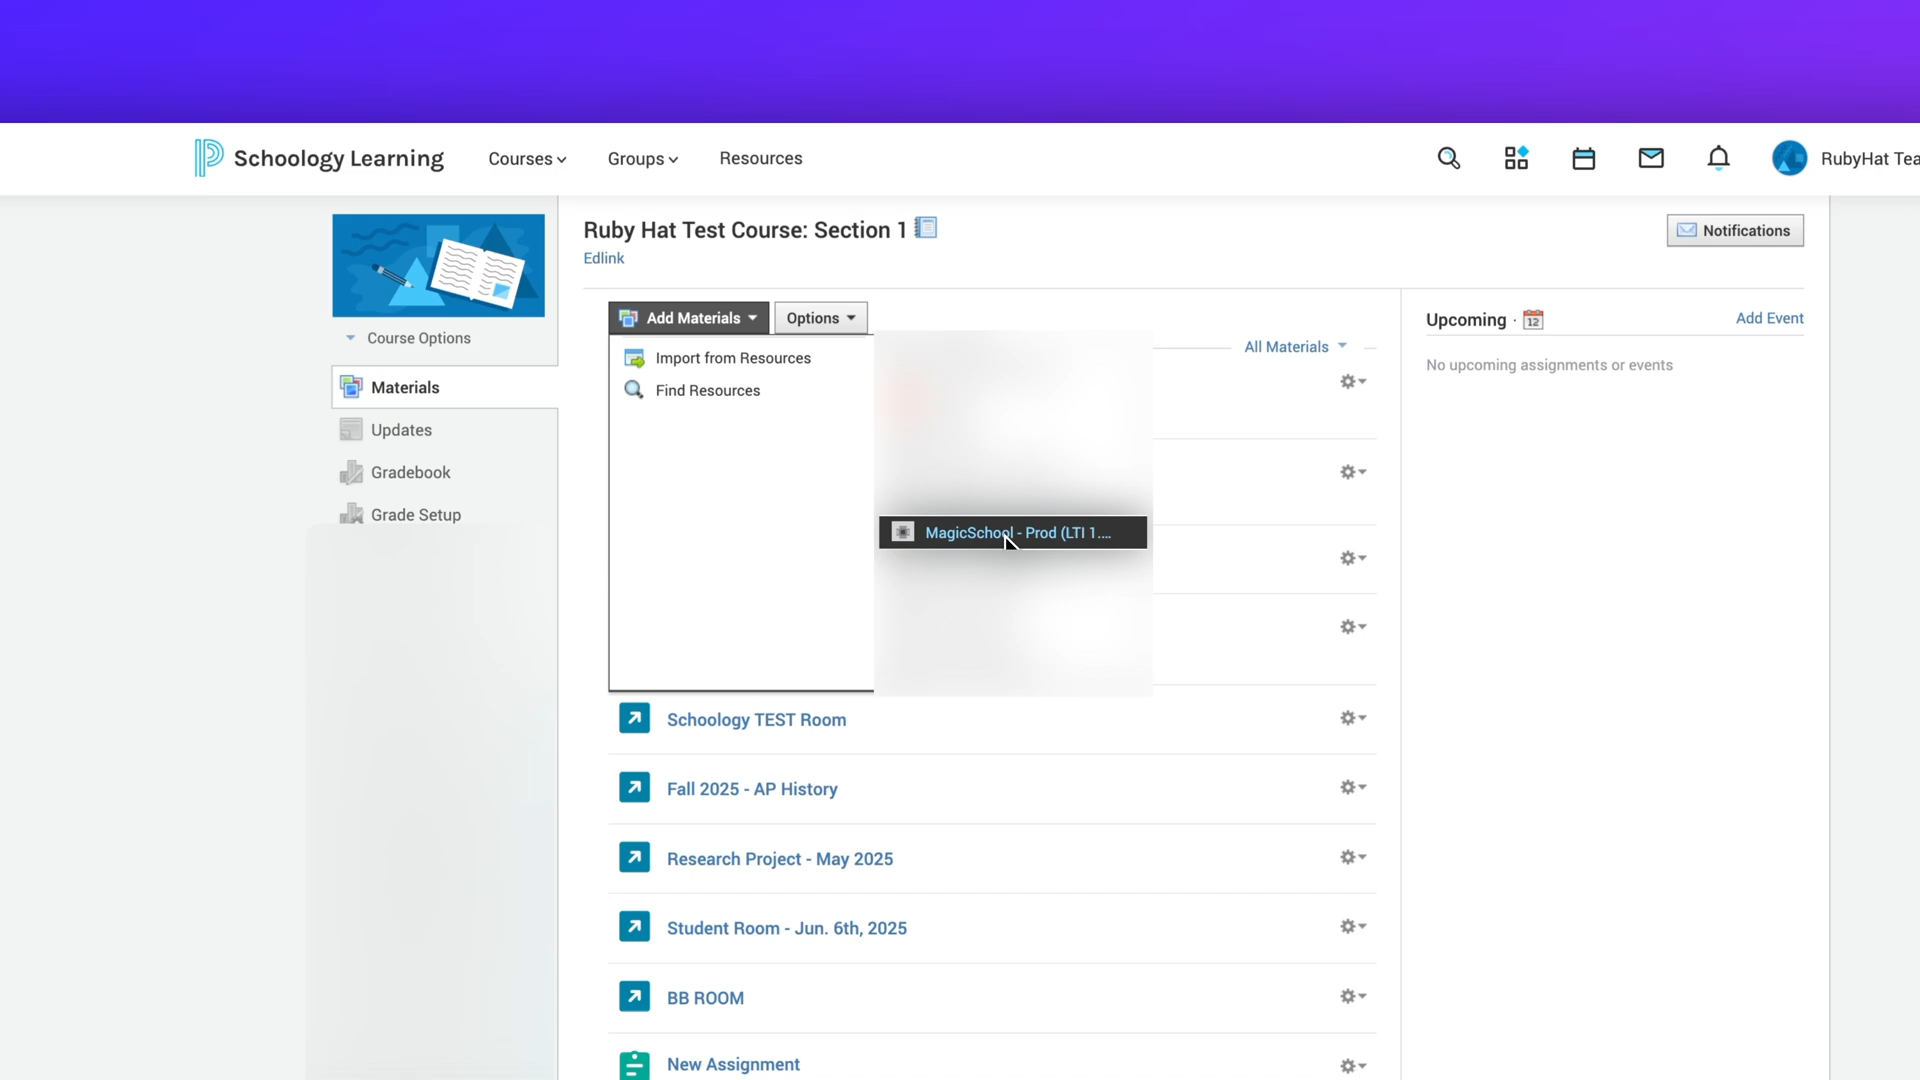 Schoology Learning
Courses
Groups
Resources
RubyHat Tea
Ruby Hat Test Course: Section 1
Notifications
Edlink
Course Options
Materials
Updates
Gradebook
Grade Setup
Add Materials
Options
Import from Resources
Find Resources
MagicSchool - Prod (LTI 1....
All Materials
Upcoming ·
12
Add Event
No upcoming assignments or events
Schoology TEST Room
Fall 2025 - AP History
Research Project - May 2025
Student Room - Jun. 6th, 2025
BB ROOM
New Assignment